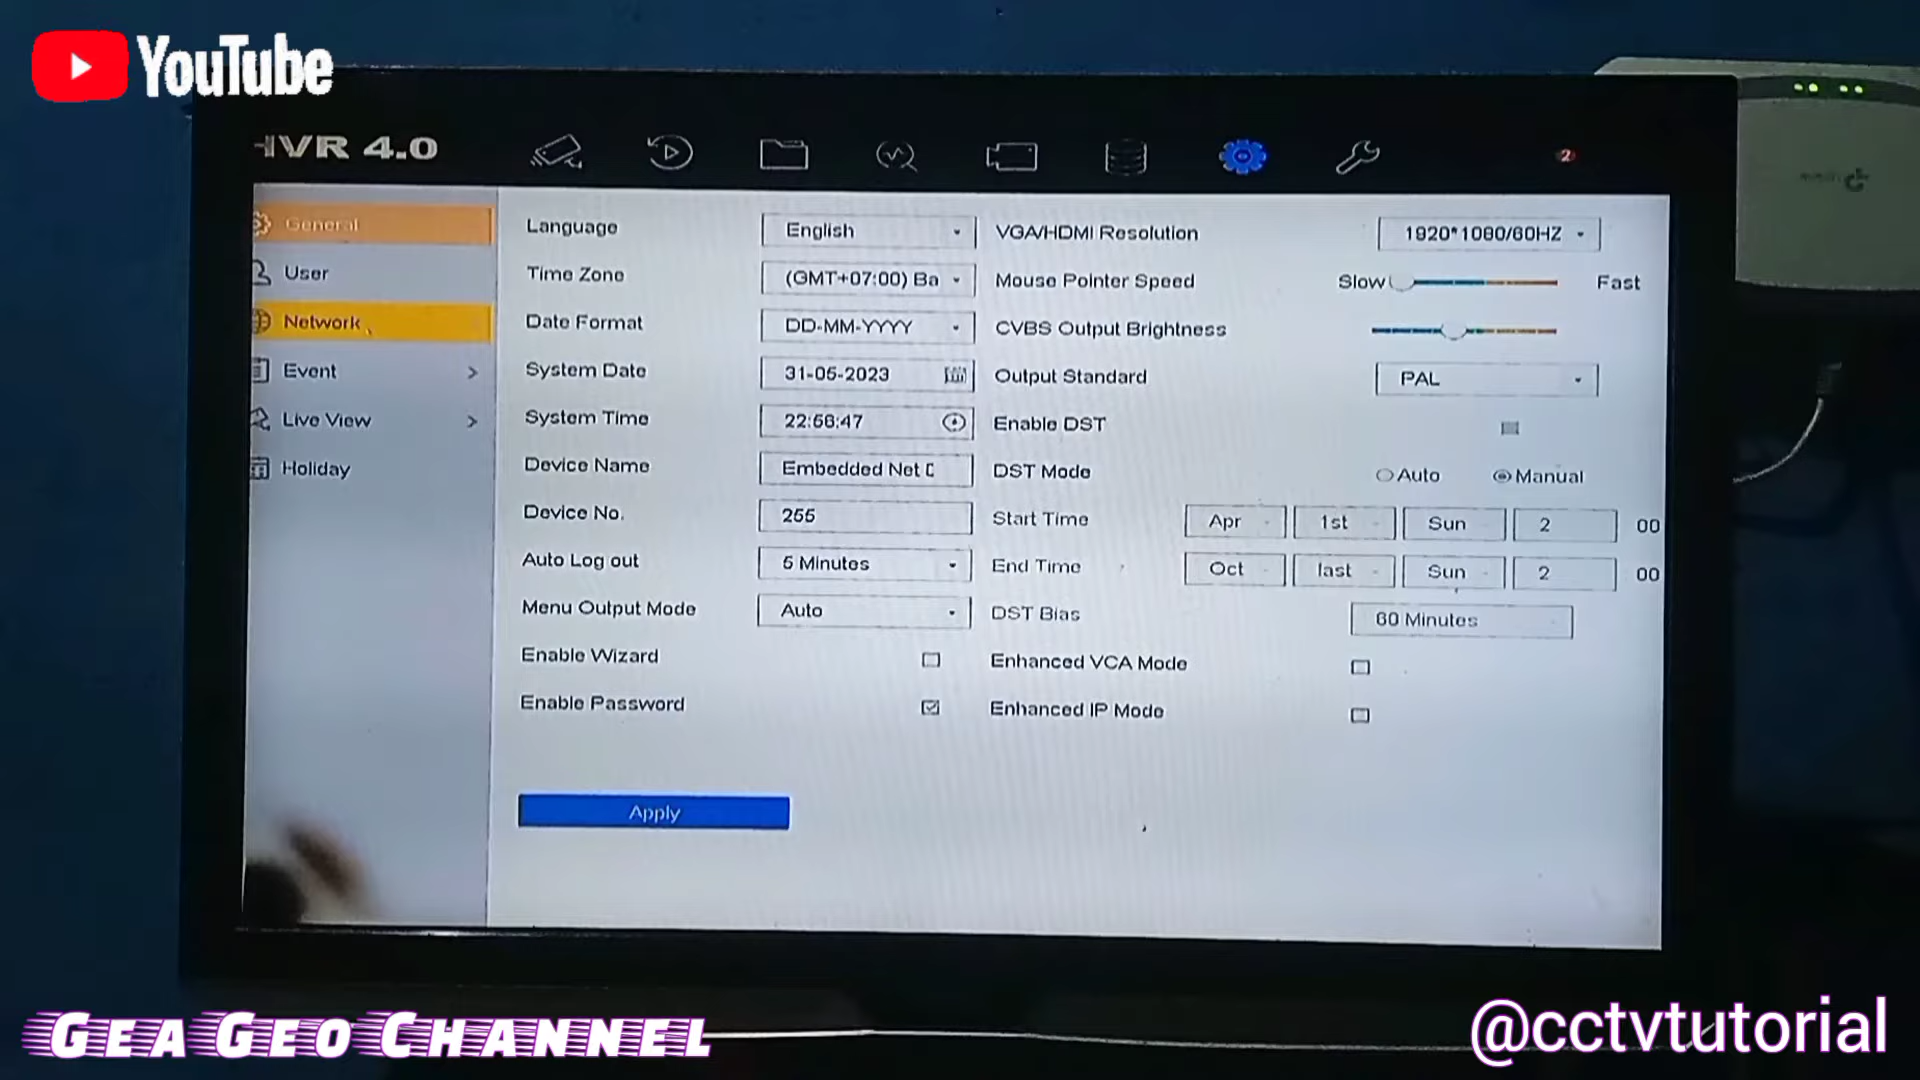 YouTube
HVR 4.0
2
General
User
Network
Event >
Live View >
Holiday
Language English
Time Zone (GMT+07:00) Ba
Date Format DD-MM-YYYY
System Date 31-05-2023
System Time 22:56:47
Device Name Embedded Net D
Device No. 255
Auto Log out 5 Minutes
Menu Output Mode Auto
Enable Wizard
Enable Password
Apply
VGA/HDMI Resolution 1920*1080/60HZ
Mouse Pointer Speed Slow Fast
CVBS Output Brightness
Output Standard PAL
Enable DST
DST Mode Auto Manual
Start Time Apr 1st Sun 2 00
End Time Oct last Sun 2 00
DST Bias 60 Minutes
Enhanced VCA Mode
Enhanced IP Mode
GEA GEO CHANNEL
@cctvtutorial